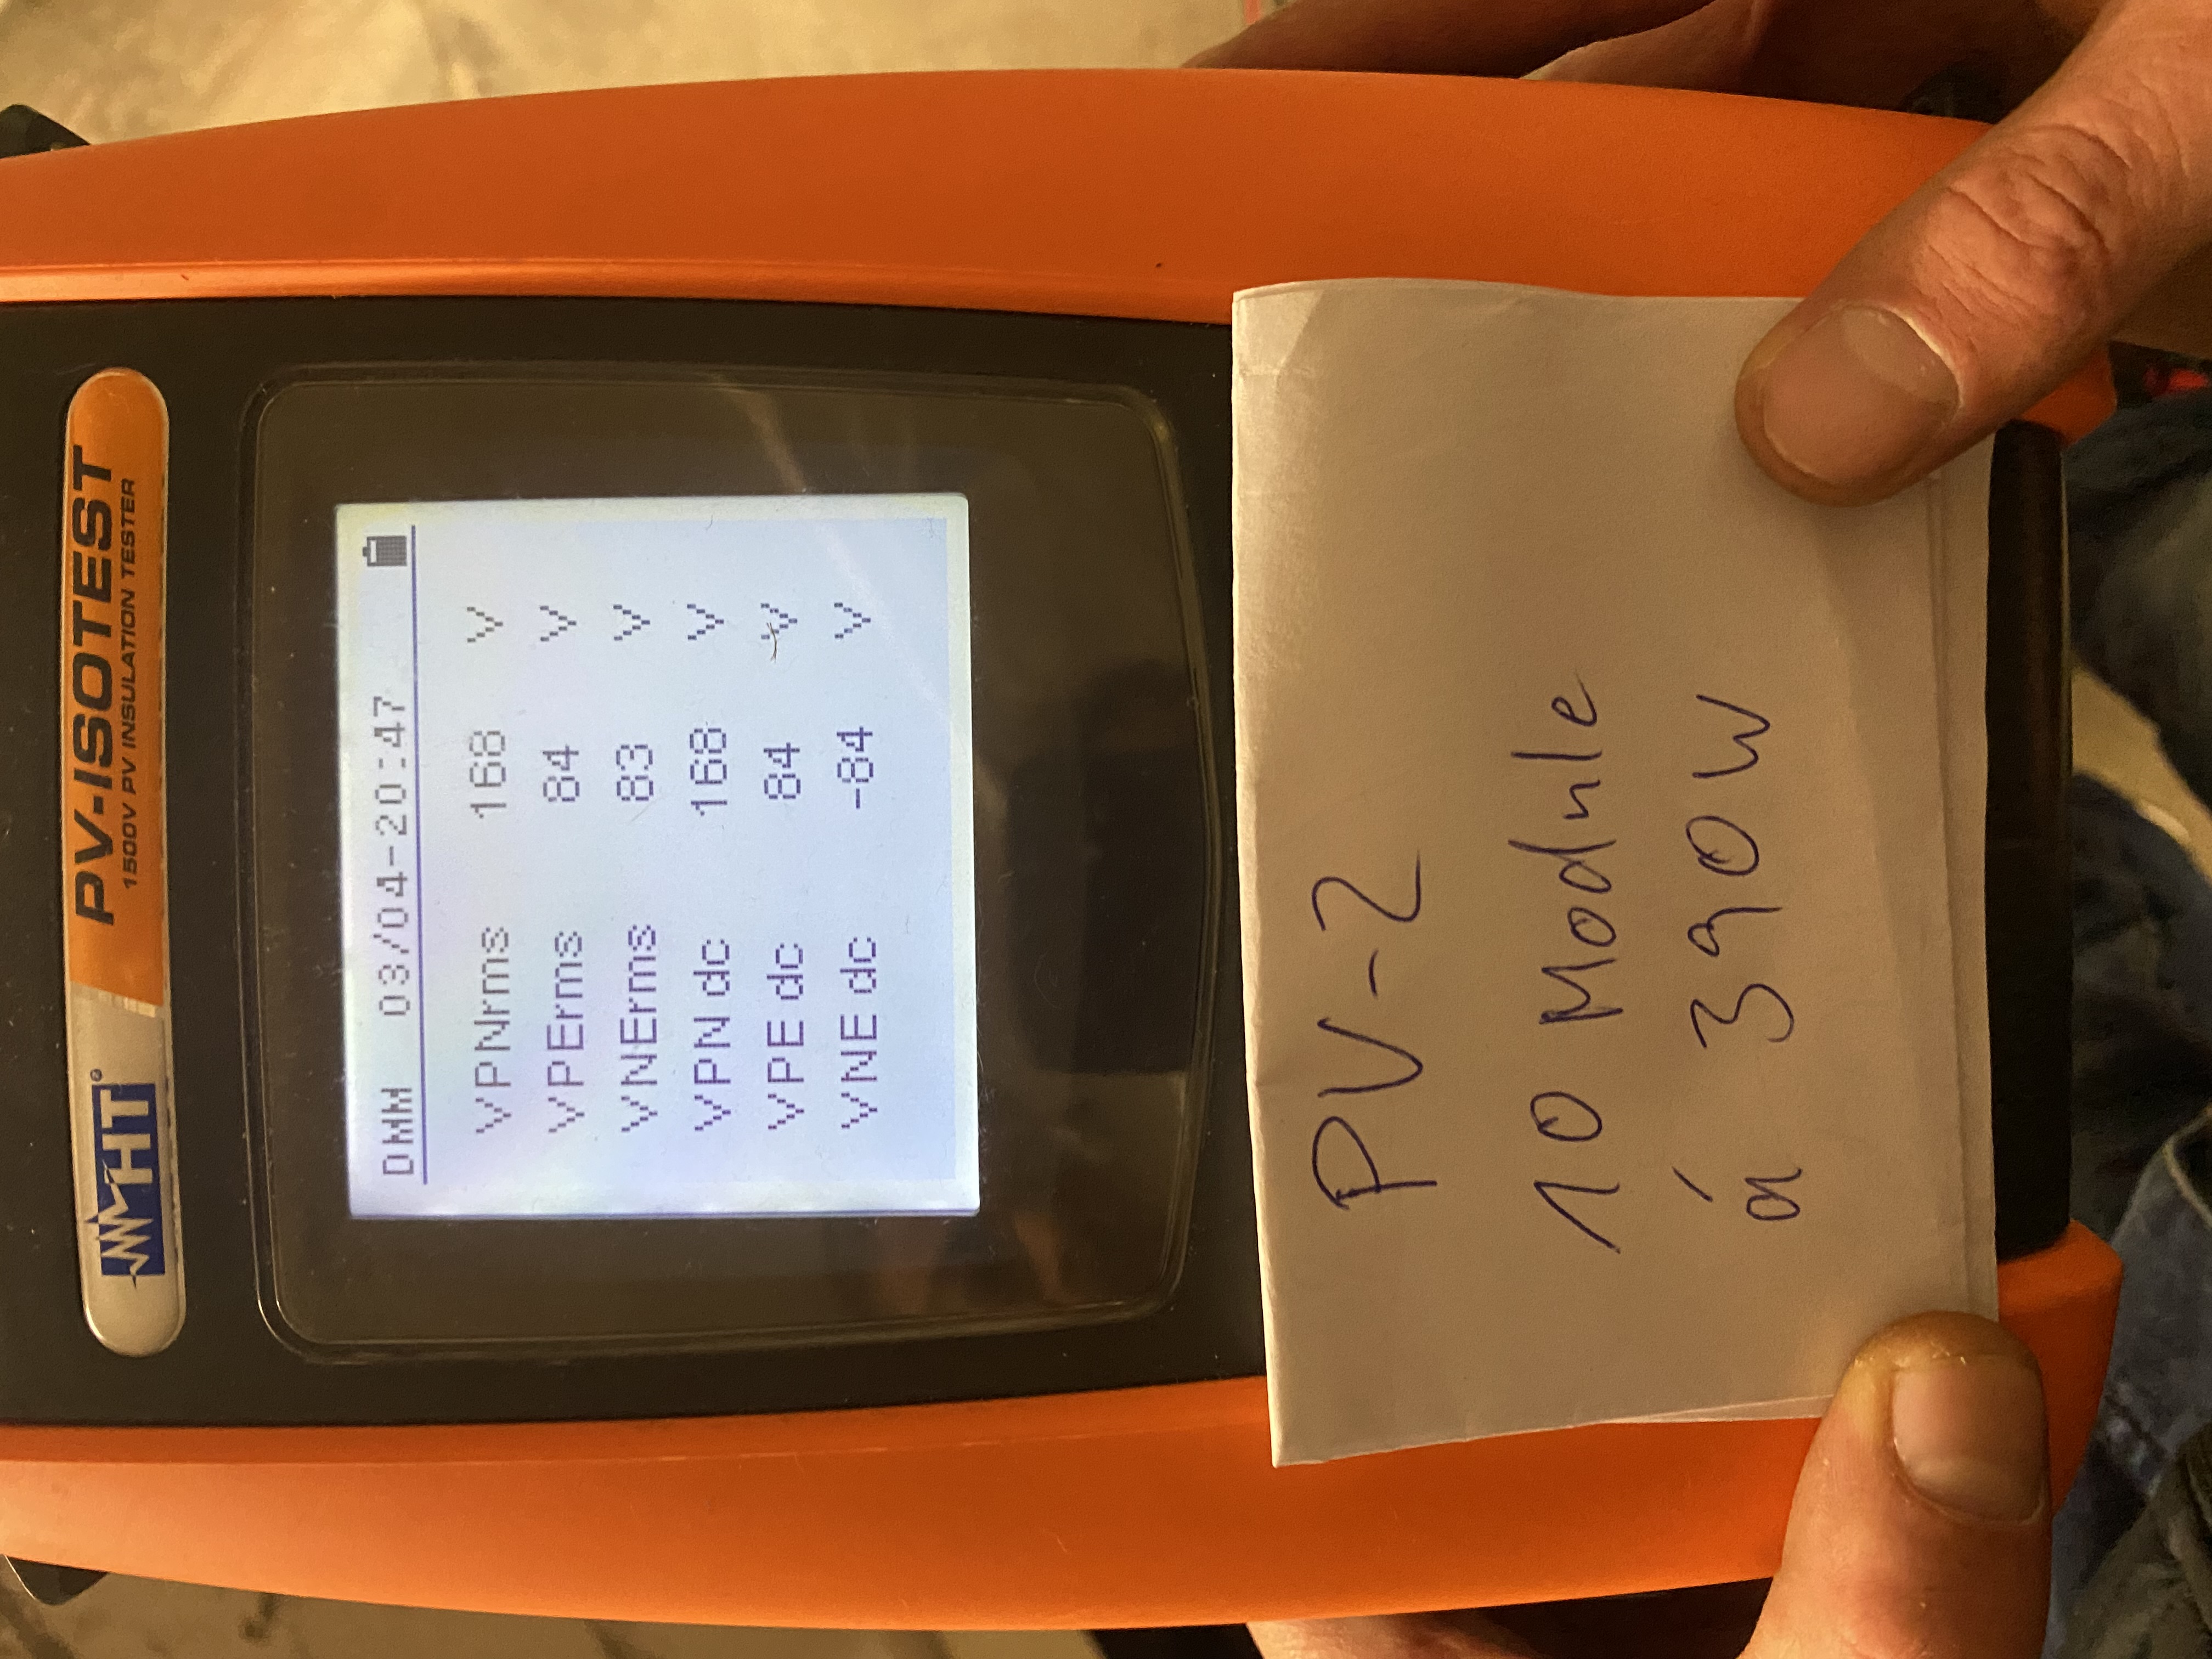 HT
PV-ISOTEST
1500V PV INSULATION TESTER
DMM 03/04-20:47
VPNrms 168 V
VPErms 84 V
VNErms 83 V
VPN dc 168 V
VPE dc 84 V
VNE dc -84 V
PV-2
10 Module
á 390W